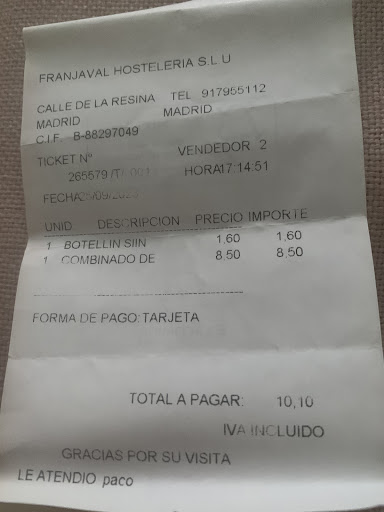 FRANJAVAL HOSTELERIA S.L U
CALLE DE LA RESINA TEL 917955112
MADRID MADRID
C.I.F. B-88297049
TICKET Nº VENDEDOR 2
265579 HORA17:14:51
FECHA
UNID DESCRIPCION PRECIO IMPORTE
1 BOTELLIN SIIN 1,60 1,60
1 COMBINADO DE 8,50 8,50
FORMA DE PAGO:TARJETA
TOTAL A PAGAR: 10,10
IVA INCLUIDO
GRACIAS POR SU VISITA
LE ATENDIO paco